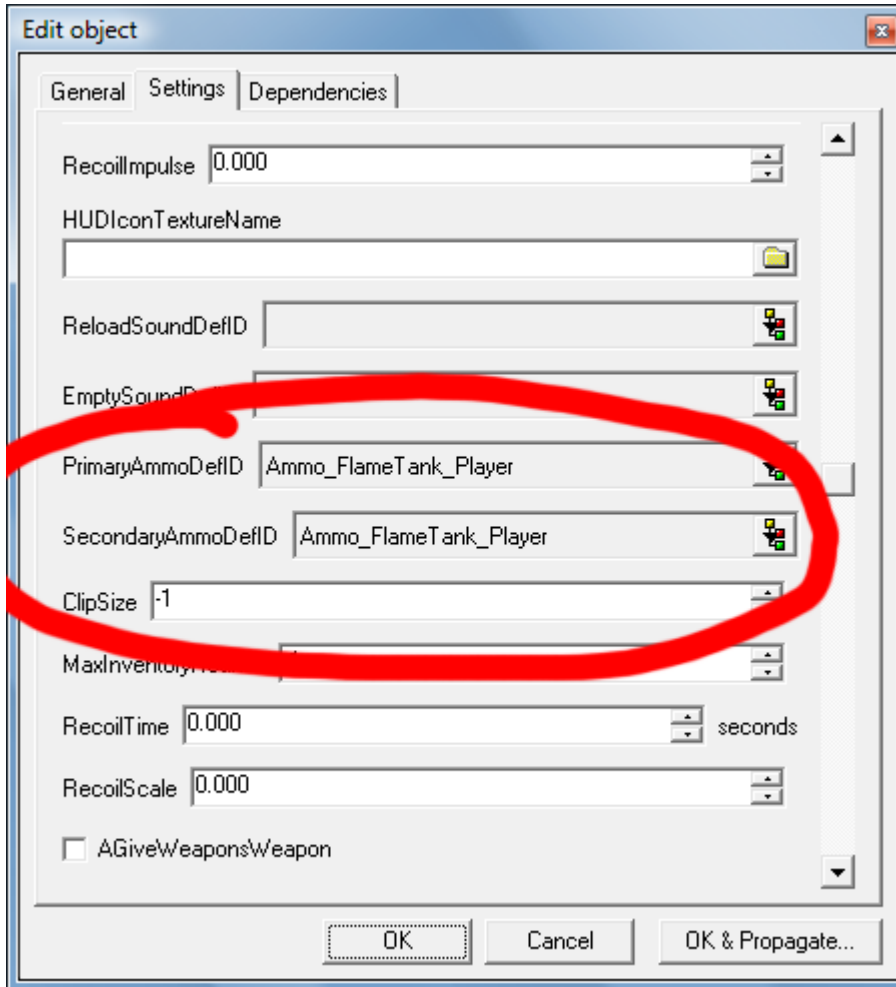 Edit object
General Settings Dependencies
RecoilImpulse 0.000
HUDIconTextureName
ReloadSoundDefID
PrimaryAmmoDefID Ammo_FlameTank_Player
SecondaryAmmoDefID Ammo_FlameTank_Player
ClipSize -1
RecoilTime 0.000 seconds
RecoilScale 0.000
AGiveWeaponsWeapon
OK Cancel OK & Propagate...